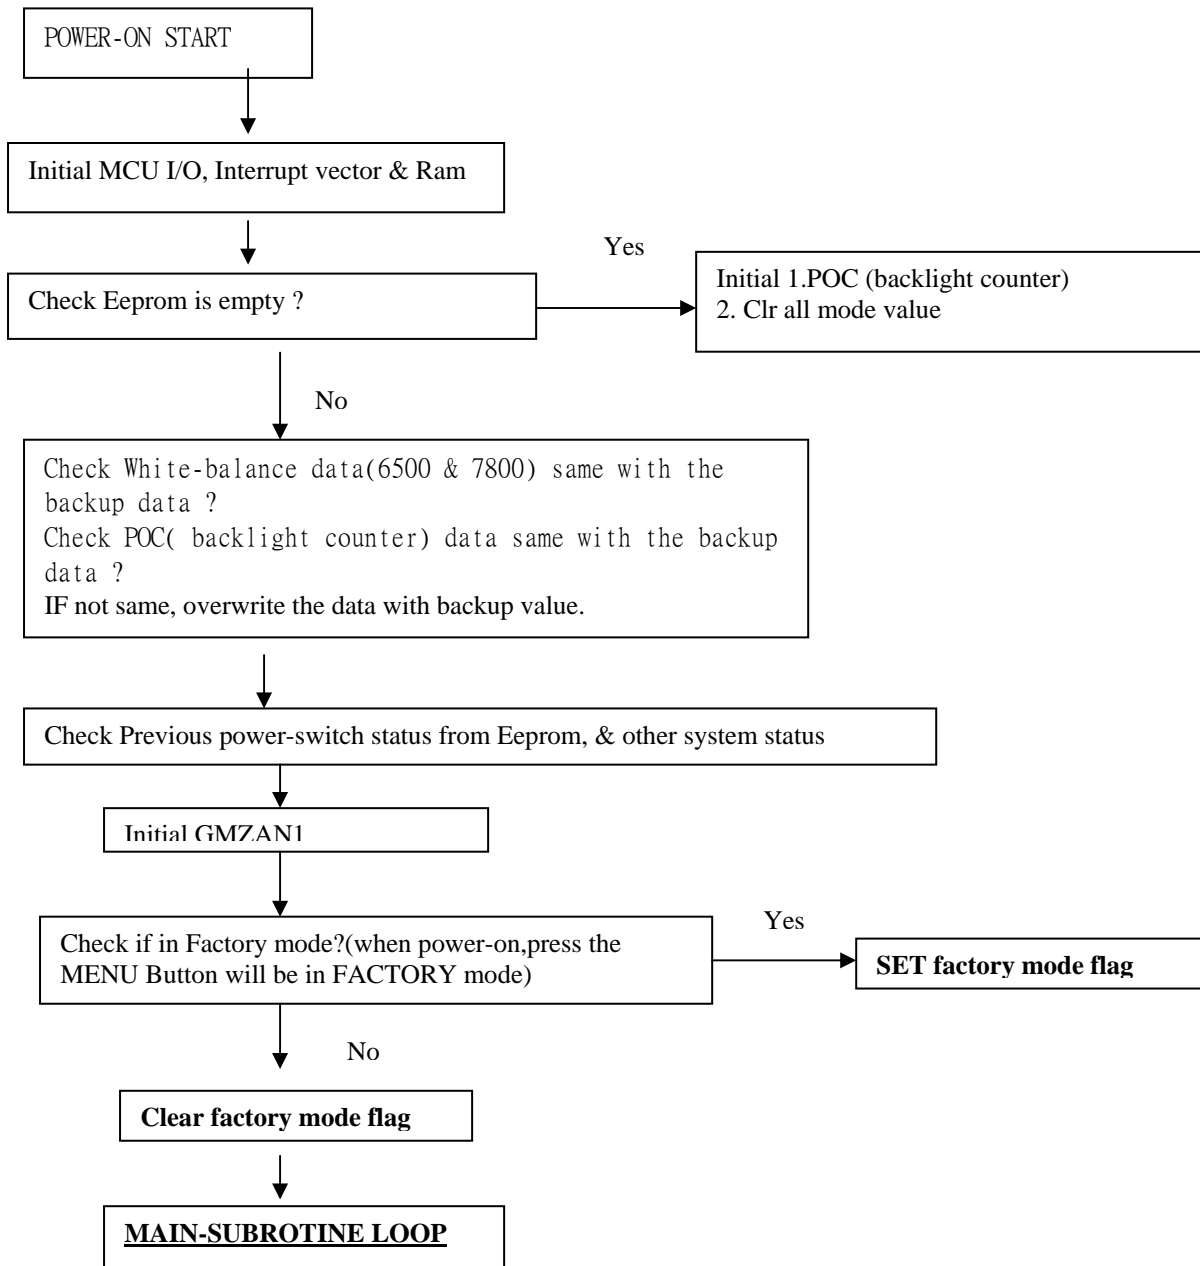 POWER-ON START
Initial MCU I/O, Interrupt vector & Ram
Yes
Check Eeprom is empty ?
Initial 1.POC (backlight counter)
2. Clr all mode value
No
Check White-balance data(6500 & 7800) same with the
backup data ?
Check POC( backlight counter) data same with the backup
data ?
IF not same, overwrite the data with backup value.
Check Previous power-switch status from Eeprom, & other system status
Initial GMZAN1
Check if in Factory mode?(when power-on,press the
MENU Button will be in FACTORY mode)
Yes
SET factory mode flag
No
Clear factory mode flag
MAIN-SUBROTINE LOOP